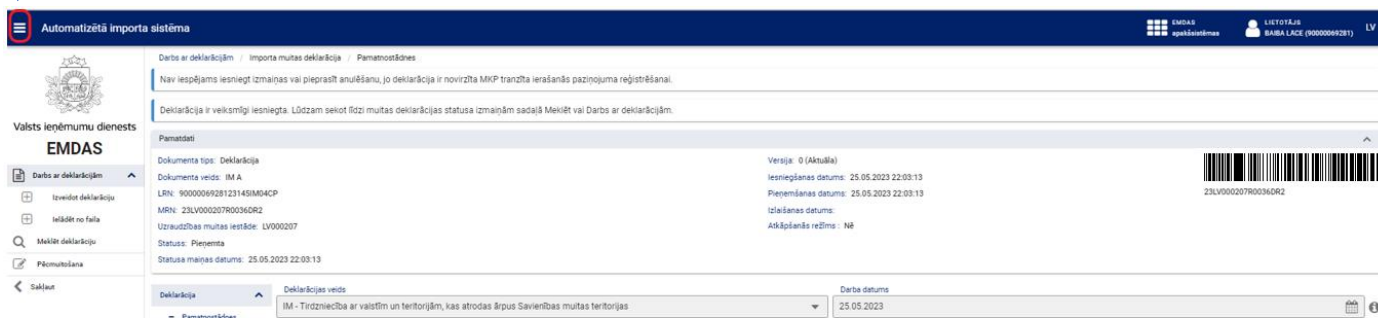 Automatizētā importa sistēma
EMDAS
apakšsistēmas
LIETOTĀJS
BAIBA LACE (90000069281)
LV
Valsts ieņēmumu dienests
EMDAS
Darbs ar deklarācijām
Izveidot deklarāciju
Ielādēt no faila
Meklēt deklarāciju
Pēcmuitošana
Sakļaut
Darbs ar deklarācijām / Importa muitas deklarācija / Pamatnostādnes
Nav iespējams iesniegt izmaiņas vai pieprasīt anulēšanu, jo deklarācija ir novirzīta MKP tranzīta ierašanās paziņojuma reģistrēšanai.
Deklarācija ir veiksmīgi iesniegta. Lūdzam sekot līdzi muitas deklarācijas statusa izmaiņām sadaļā Meklēt vai Darbs ar deklarācijām.
Pamatdati
Dokumenta tips: Deklarācija
Dokumenta veids: IM A
LRN: 9000006928123145IM04CP
MRN: 23LV000207R0036DR2
Uzraudzības muitas iestāde: LV000207
Statuss: Pieņemta
Statusa maiņas datums: 25.05.2023 22:03:13
Versija: 0 (Aktuāla)
Iesniegšanas datums: 25.05.2023 22:03:13
Pieņemšanas datums: 25.05.2023 22:03:13
Izlaišanas datums:
Atkāpšanās režīms : Nē
23LV000207R0036DR2
Deklarācija
Pamatnostādnes
Deklarācijas veids
IM - Tirdzniecība ar valstīm un teritorijām, kas atrodas ārpus Savienības muitas teritorijas
Darba datums
25.05.2023